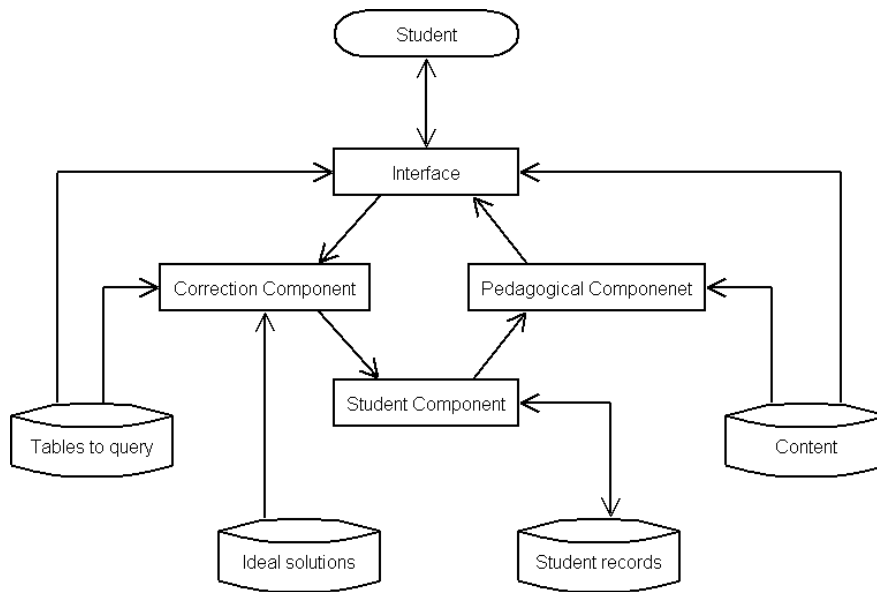 Student
Interface
Correction Component
Pedagogical Componenet
Student Component
Tables to query
Content
Ideal solutions
Student records